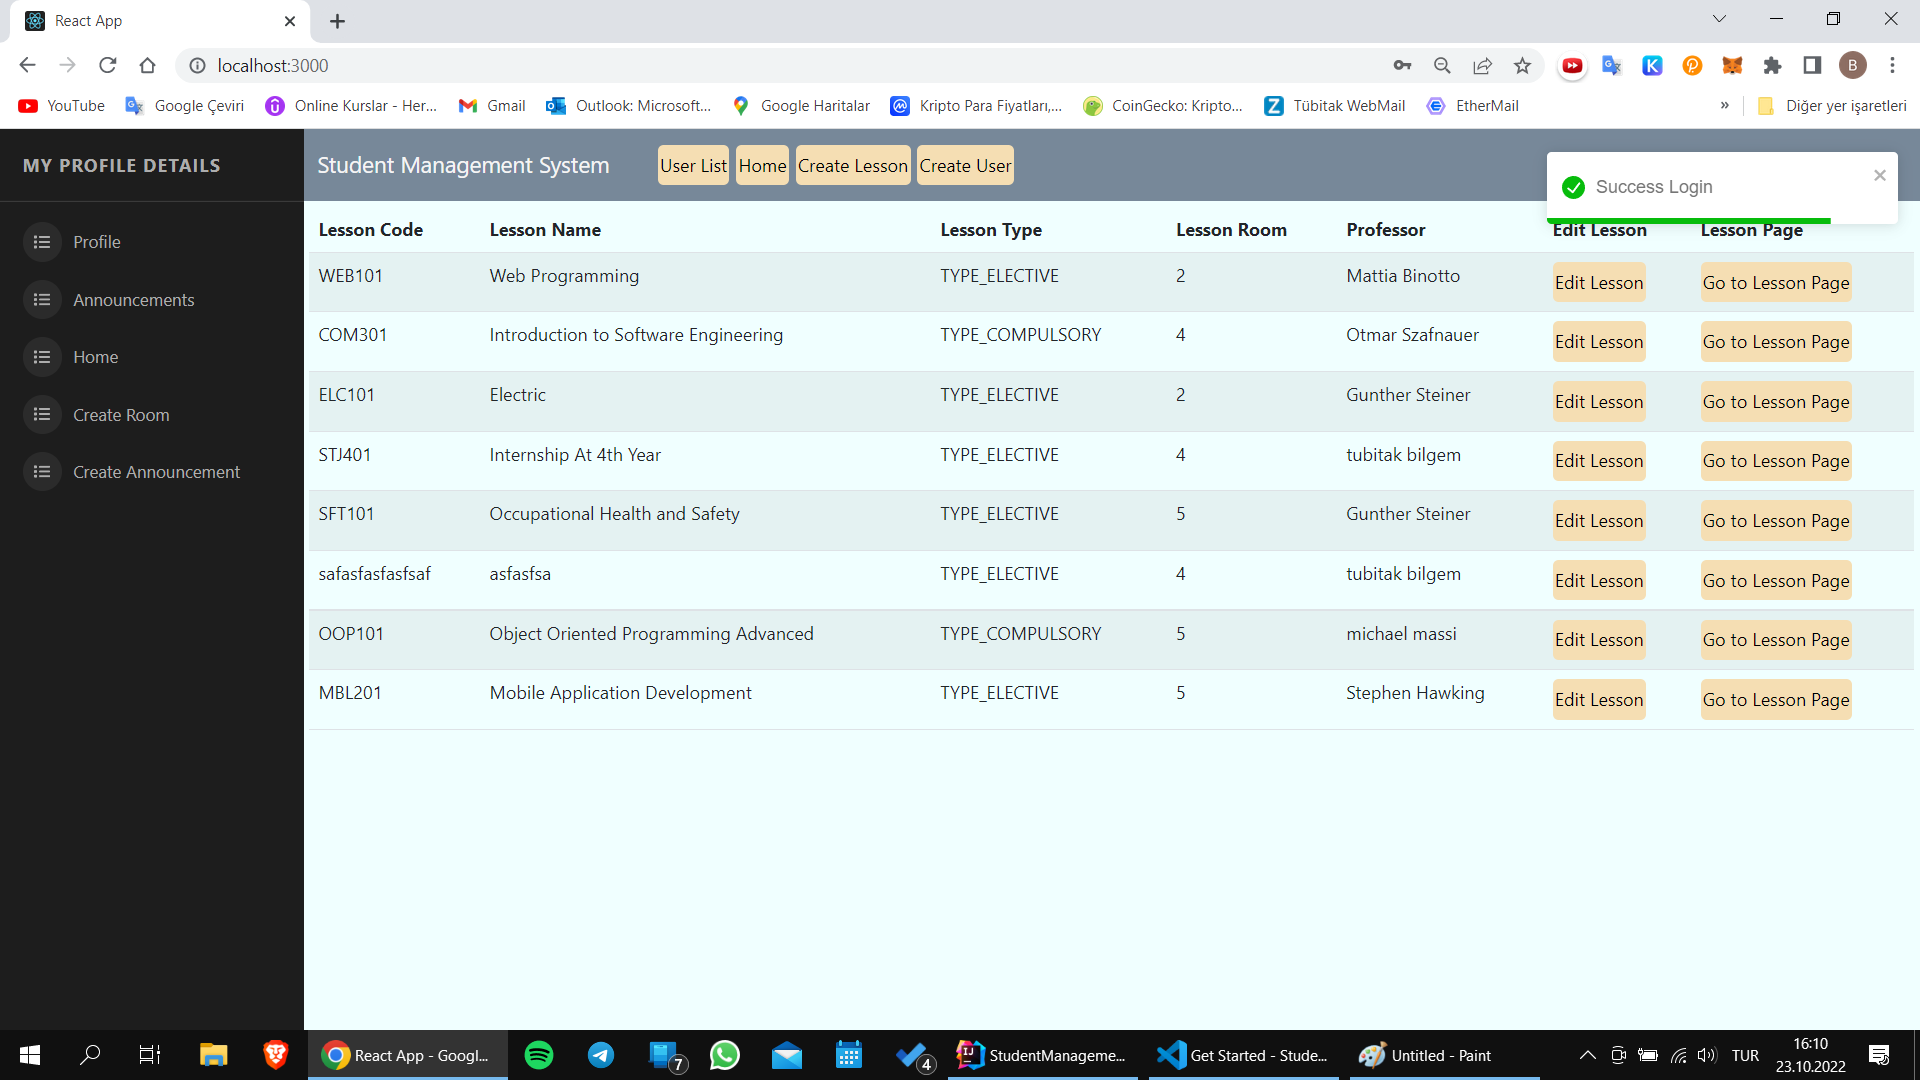 React App
localhost:3000
B
YouTube Google Çeviri Online Kurslar - Her... Gmail Outlook: Microsoft... Google Haritalar Kripto Para Fiyatları,... CoinGecko: Kripto... Tübitak WebMail EtherMail » Diğer yer işaretleri
MY PROFILE DETAILS
Profile
Announcements
Home
Create Room
Create Announcement
Student Management System User List Home Create Lesson Create User
Success Login
Lesson Code Lesson Name Lesson Type Lesson Room Professor Edit Lesson Lesson Page
WEB101 Web Programming TYPE_ELECTIVE 2 Mattia Binotto Edit Lesson Go to Lesson Page
COM301 Introduction to Software Engineering TYPE_COMPULSORY 4 Otmar Szafnauer Edit Lesson Go to Lesson Page
ELC101 Electric TYPE_ELECTIVE 2 Gunther Steiner Edit Lesson Go to Lesson Page
STJ401 Internship At 4th Year TYPE_ELECTIVE 4 tubitak bilgem Edit Lesson Go to Lesson Page
SFT101 Occupational Health and Safety TYPE_ELECTIVE 5 Gunther Steiner Edit Lesson Go to Lesson Page
safasfasfasfsaf asfasfsa TYPE_ELECTIVE 4 tubitak bilgem Edit Lesson Go to Lesson Page
OOP101 Object Oriented Programming Advanced TYPE_COMPULSORY 5 michael massi Edit Lesson Go to Lesson Page
MBL201 Mobile Application Development TYPE_ELECTIVE 5 Stephen Hawking Edit Lesson Go to Lesson Page
React App - Googl... 7 4 StudentManageme... Get Started - Stude... Untitled - Paint TUR 16:10
23.10.2022